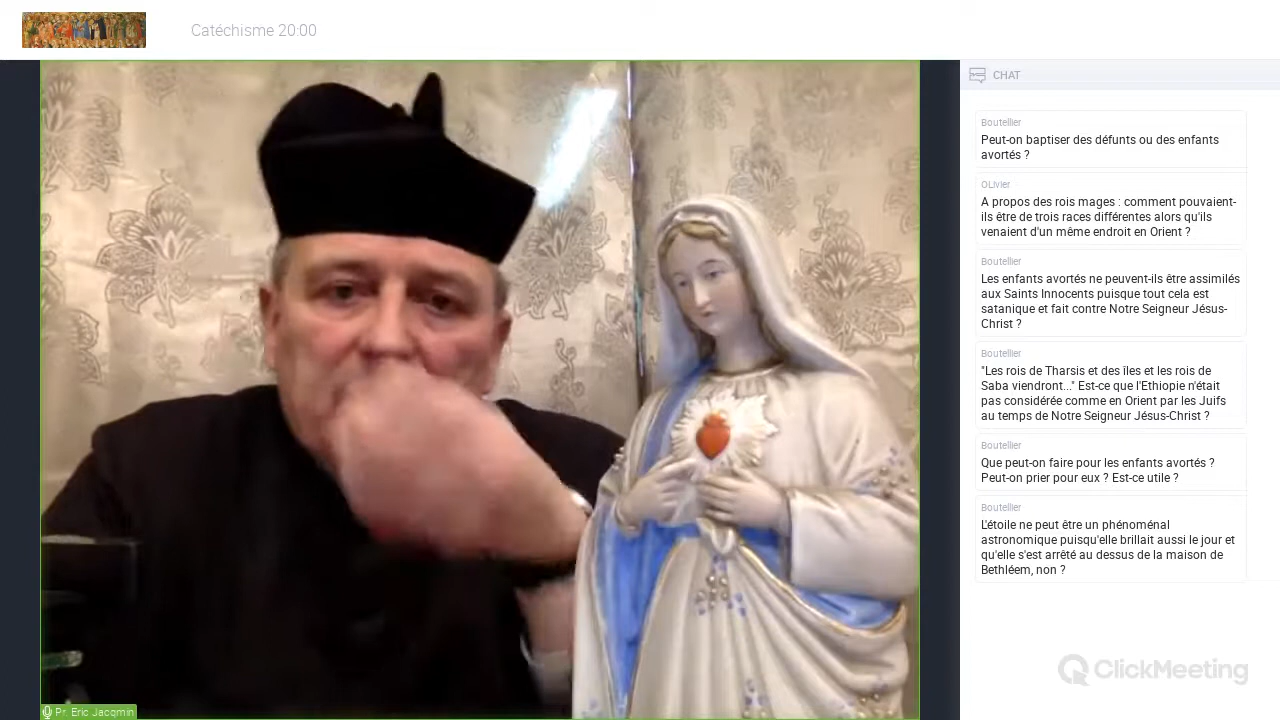 Catéchisme 20:00
CHAT
Boutellier
Peut-on baptiser des défunts ou des enfants
avortés ?
OLivier
A propos des rois mages : comment pouvaient-
ils être de trois races différentes alors qu'ils
venaient d'un même endroit en Orient ?
Boutellier
Les enfants avortés ne peuvent-ils être assimilés
aux Saints Innocents puisque tout cela est
satanique et fait contre Notre Seigneur Jésus-
Christ ?
Boutellier
"Les rois de Tharsis et des îles et les rois de
Saba viendront..." Est-ce que l'Ethiopie n'était
pas considérée comme en Orient par les Juifs
au temps de Notre Seigneur Jésus-Christ ?
Boutellier
Que peut-on faire pour les enfants avortés ?
Peut-on prier pour eux ? Est-ce utile ?
Boutellier
L'étoile ne peut être un phénoménal
astronomique puisqu'elle brillait aussi le jour et
qu'elle s'est arrêté au dessus de la maison de
Bethléem, non ?
ClickMeeting
Pr. Eric Jacqmin